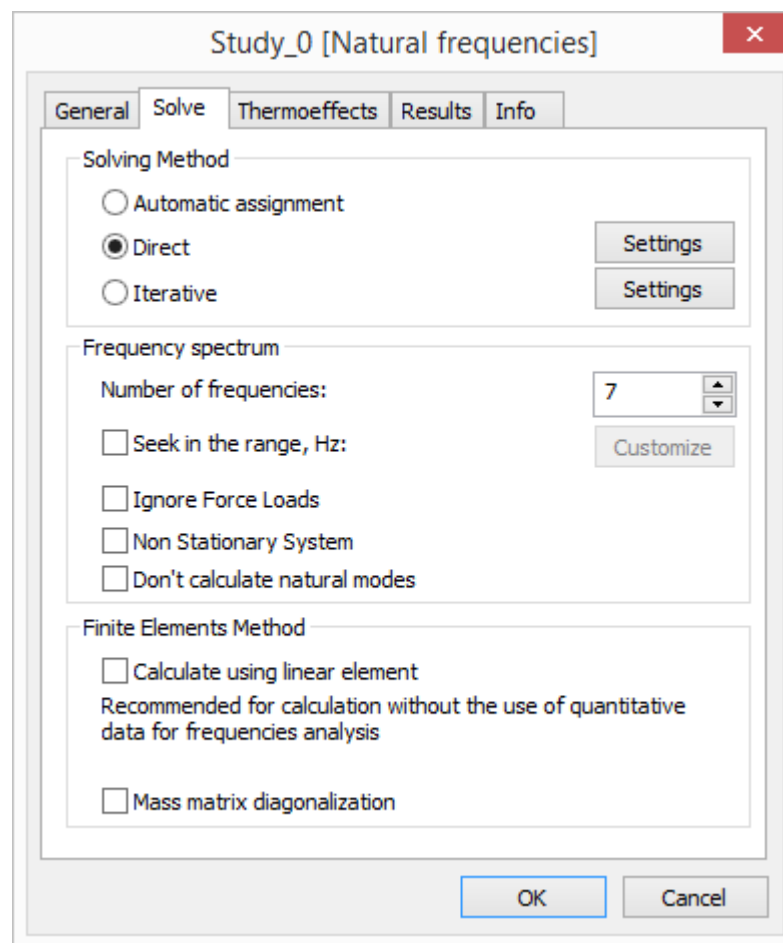 Study_0 [Natural frequencies]
General Solve Thermoeffects Results Info
Solving Method
Automatic assignment
Direct Settings
Iterative Settings
Frequency spectrum
Number of frequencies: 7
Seek in the range, Hz: Customize
Ignore Force Loads
Non Stationary System
Don't calculate natural modes
Finite Elements Method
Calculate using linear element
Recommended for calculation without the use of quantitative
data for frequencies analysis
Mass matrix diagonalization
OK Cancel